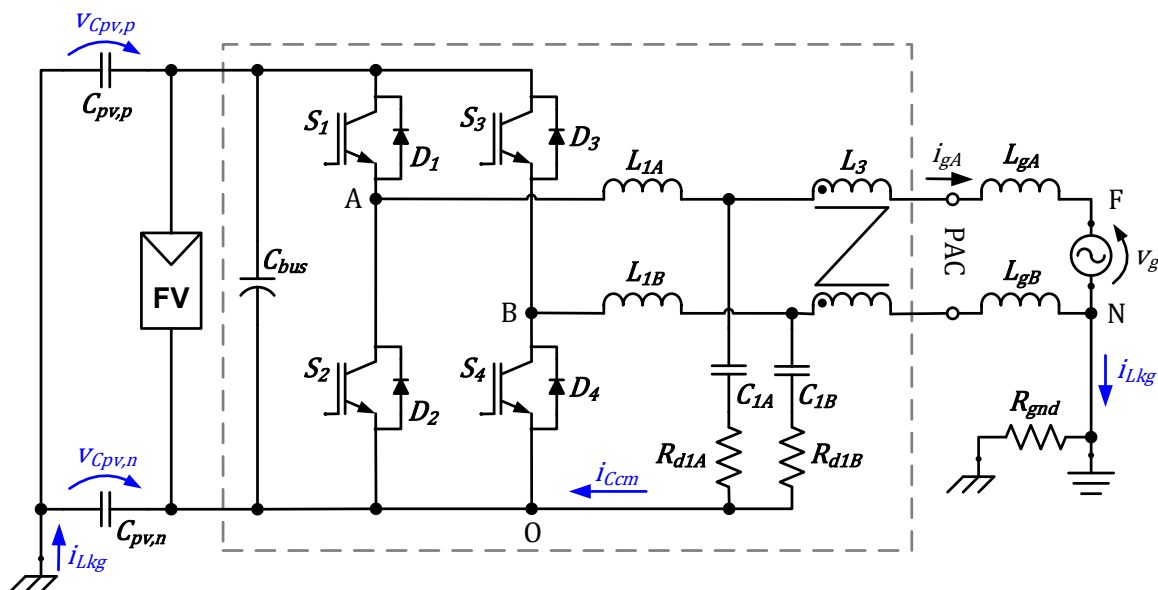 vCpv,p
Cpv,p
S1
D1
S3
D3
L1A
L3
igA
LgA
A
F
FV
Cbus
PAC
vg
L1B
LgB
B
N
S2
D2
S4
D4
C1A
C1B
iLkg
Rgnd
vCpv,n
Rd1A
Rd1B
iCcm
Cpv,n
O
iLkg